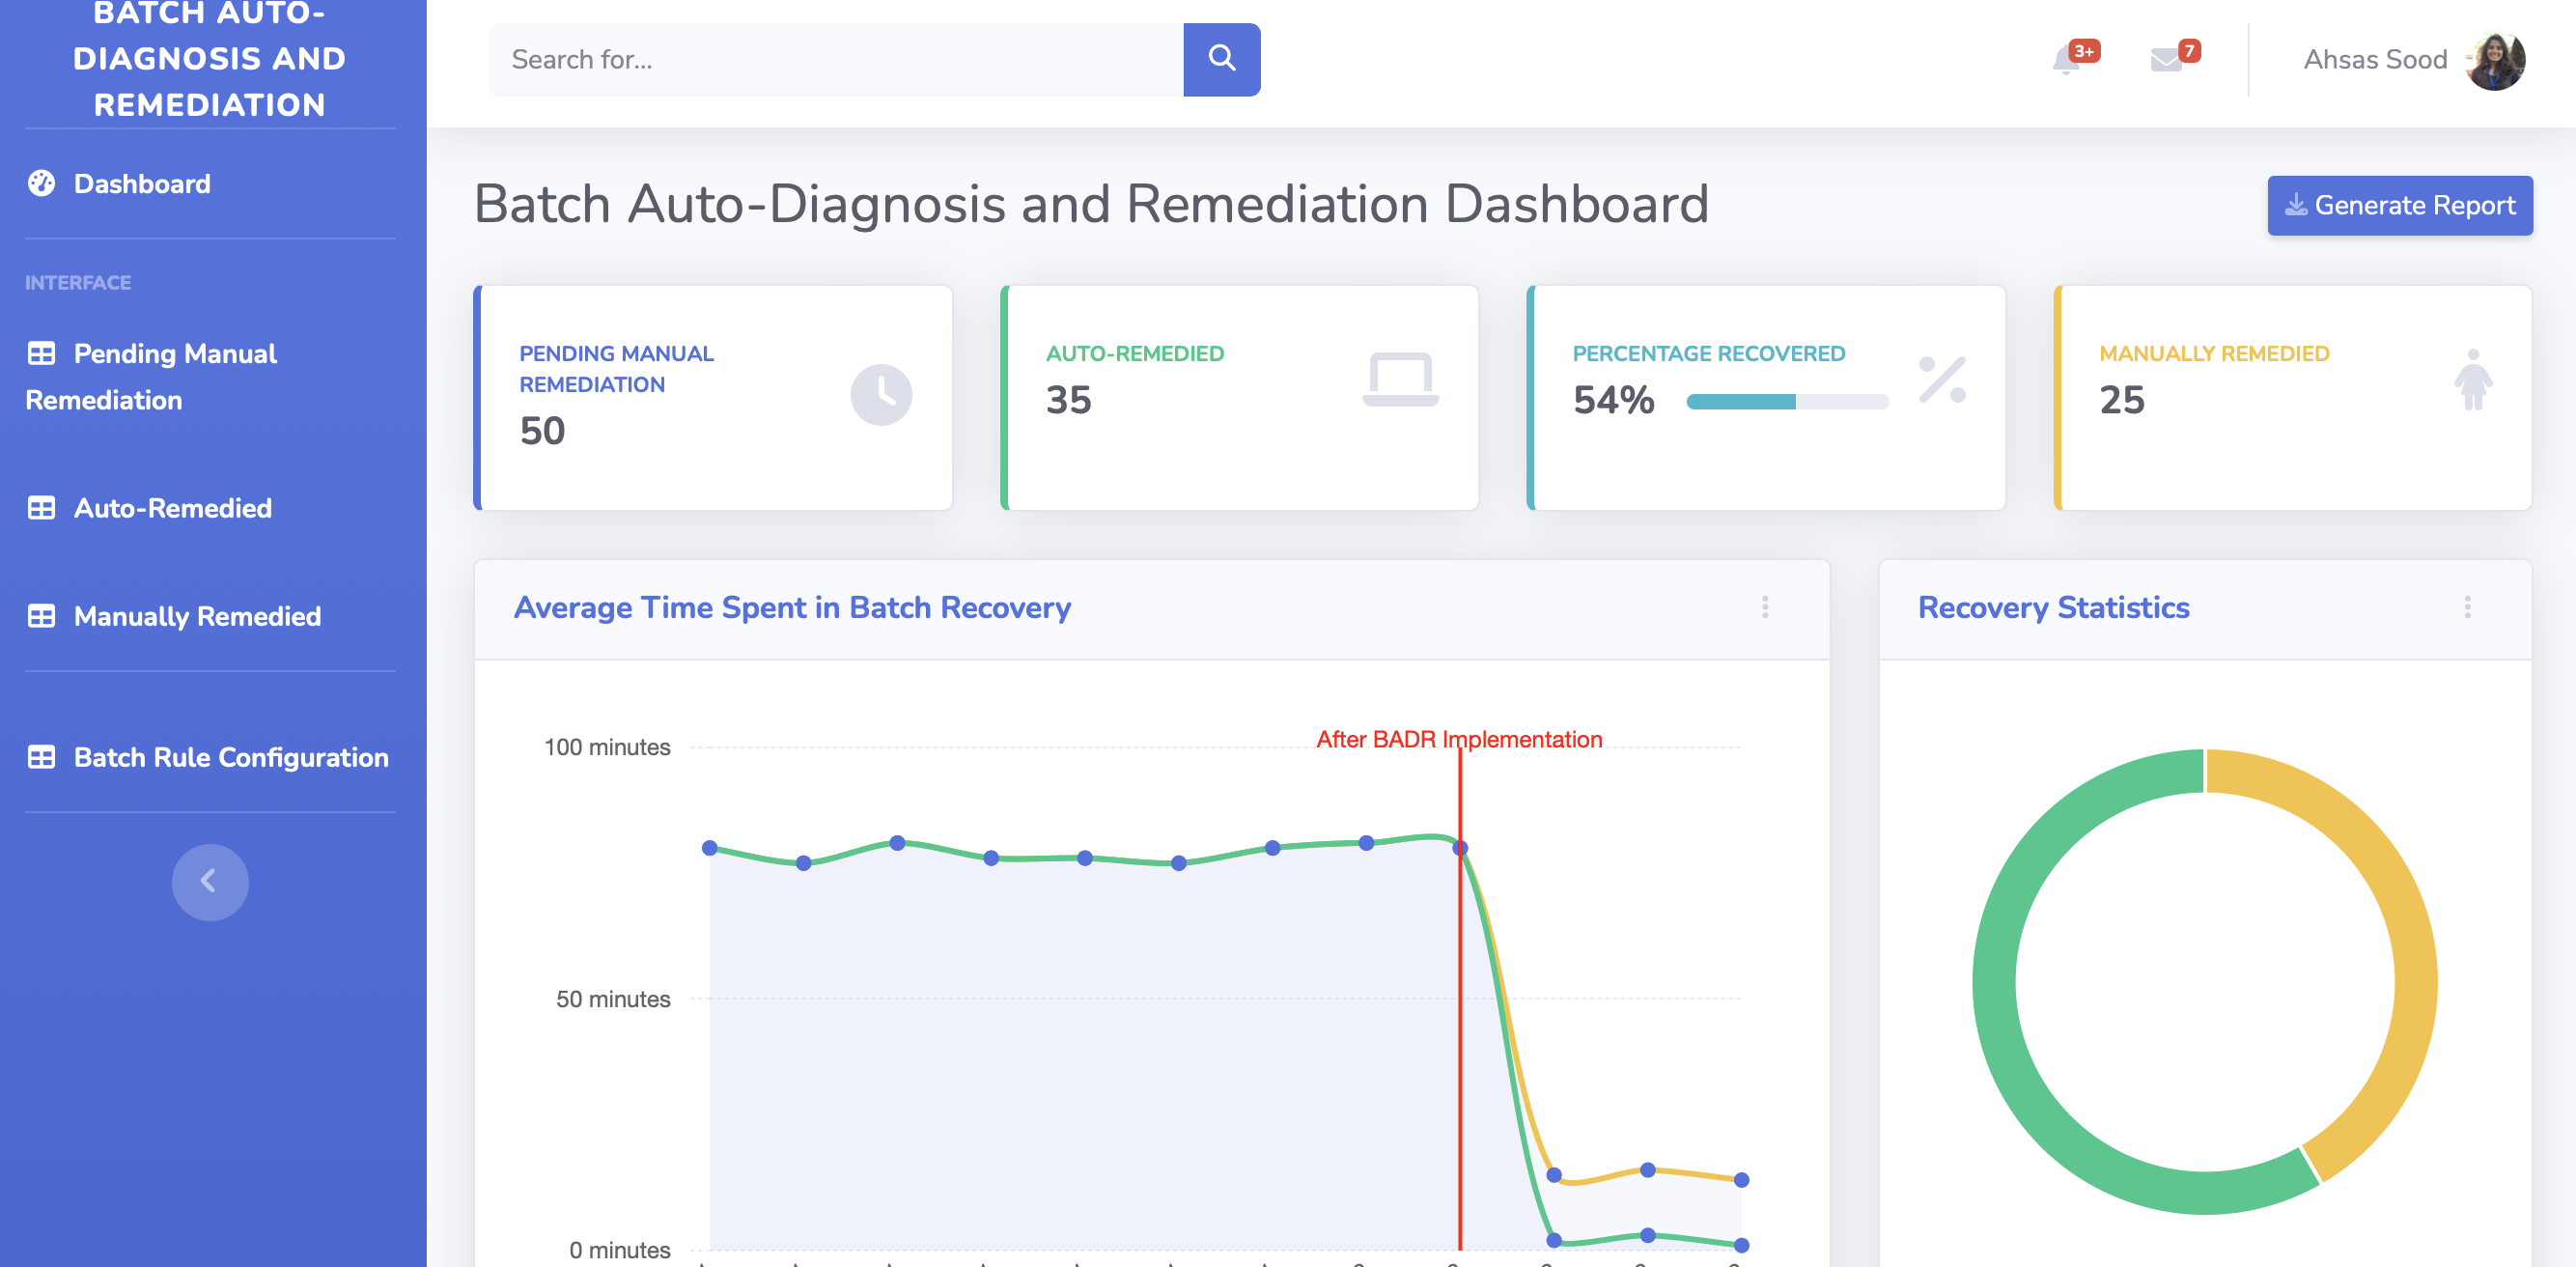 BATCH AUTO-
DIAGNOSIS AND
REMEDIATION
Dashboard
INTERFACE
Pending Manual
Remediation
Auto-Remedied
Manually Remedied
Batch Rule Configuration
Search for...
3+
7
Ahsas Sood
Batch Auto-Diagnosis and Remediation Dashboard
Generate Report
PENDING MANUAL
REMEDIATION
50
AUTO-REMEDIED
35
PERCENTAGE RECOVERED
54%
MANUALLY REMEDIED
25
Average Time Spent in Batch Recovery
After BADR Implementation
100 minutes
50 minutes
0 minutes
Recovery Statistics